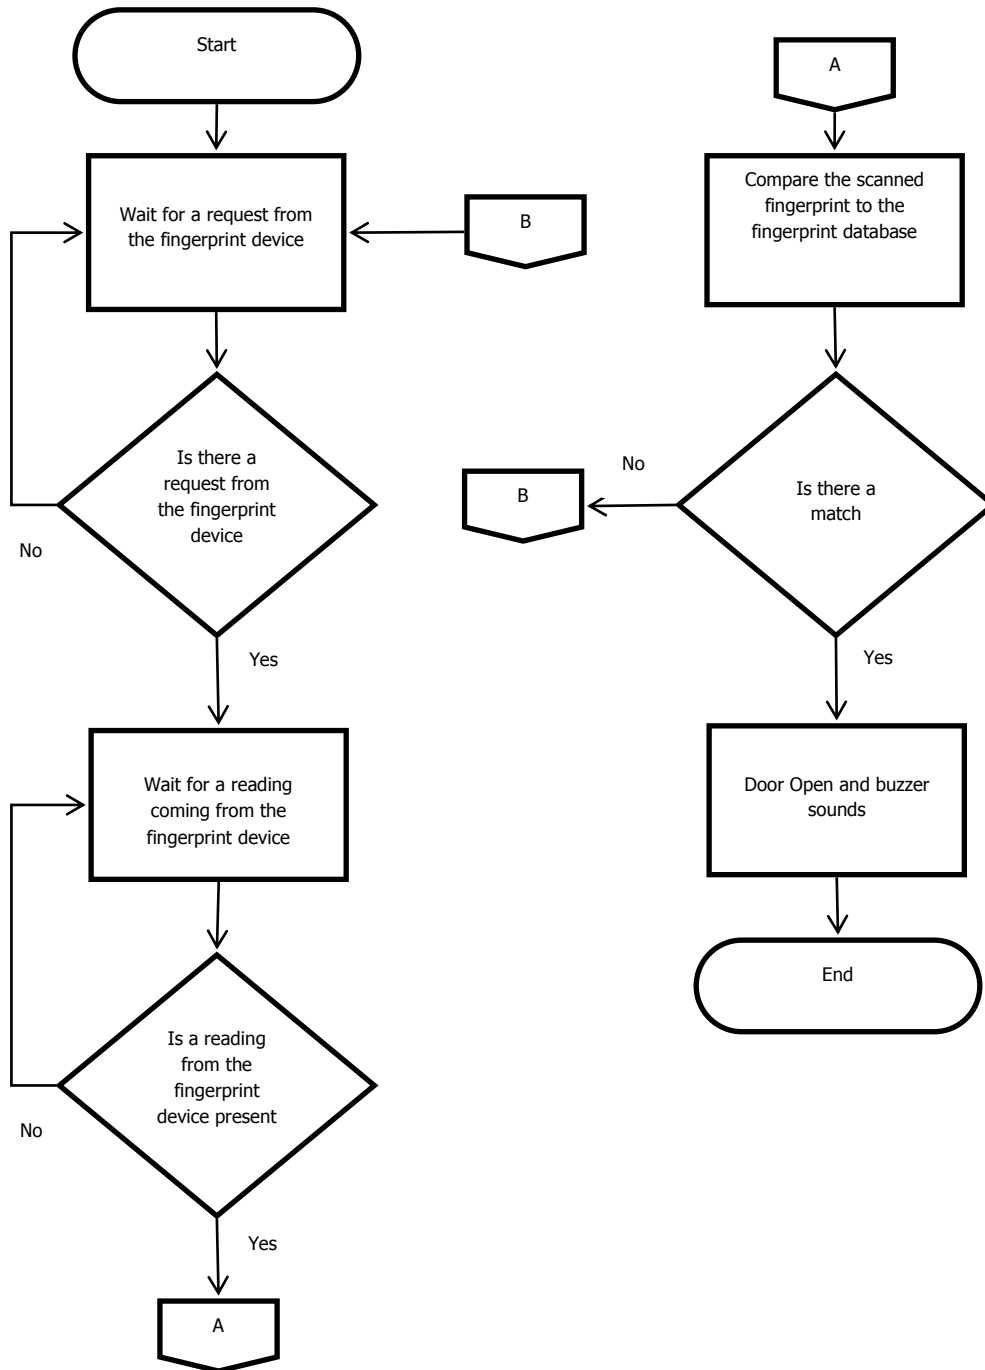 Start
Wait for a request from
the fingerprint device
B
Is there a
request from
the fingerprint
device
No
Yes
Wait for a reading
coming from the
fingerprint device
Is a reading
from the
fingerprint
device present
No
Yes
A
A
Compare the scanned
fingerprint to the
fingerprint database
Is there a
match
No
B
Yes
Door Open and buzzer
sounds
End